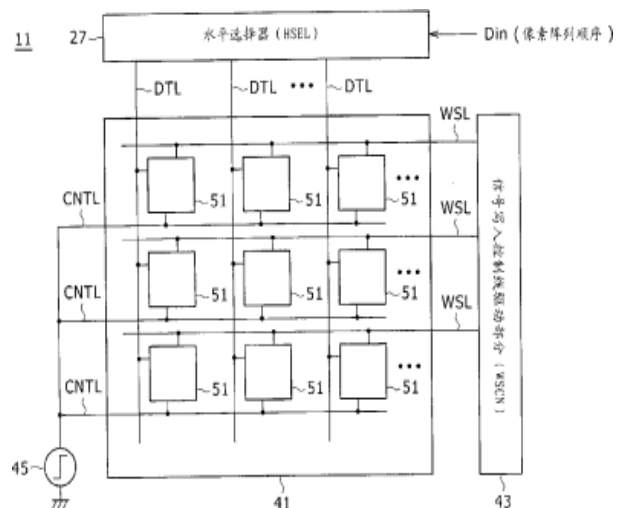 11
27
水平选择器(HSEL)
Din(像素阵列顺序)
DTL DTL ••• DTL
WSL
51 51 51 •••
CNTL
WSL
51 51 51 •••
CNTL
WSL
51 51 51 •••
CNTL
信号写入控制线驱动部分(WSCN)
45
41
43